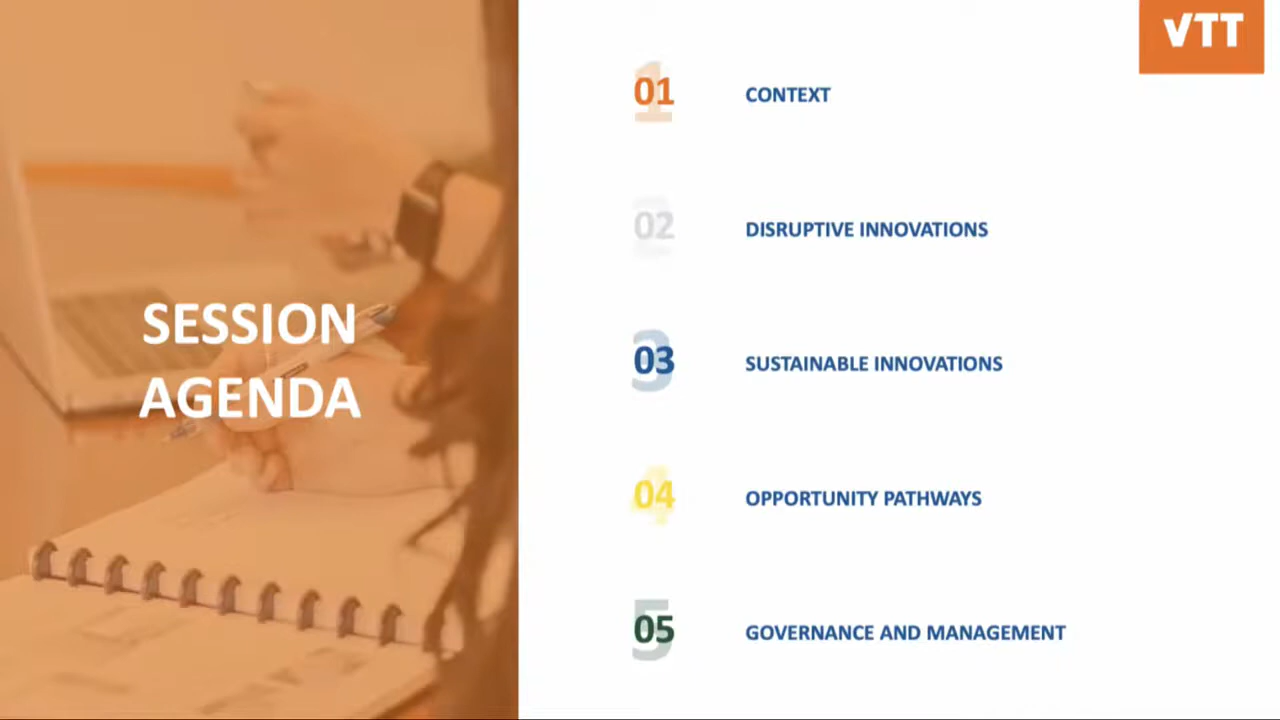 VTT
SESSION
AGENDA
01 CONTEXT
02 DISRUPTIVE INNOVATIONS
03 SUSTAINABLE INNOVATIONS
04 OPPORTUNITY PATHWAYS
05 GOVERNANCE AND MANAGEMENT